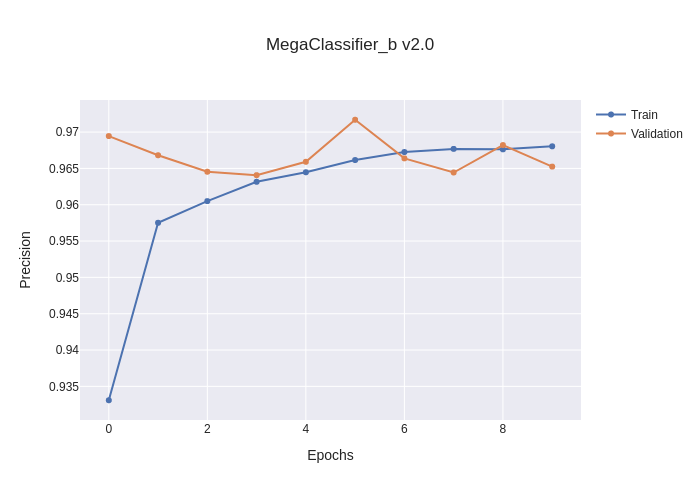 MegaClassifier_b v2.0
Train
Validation
0.97
0.965
0.96
0.955
0.95
0.945
0.94
0.935
Precision
0 2 4 6 8
Epochs